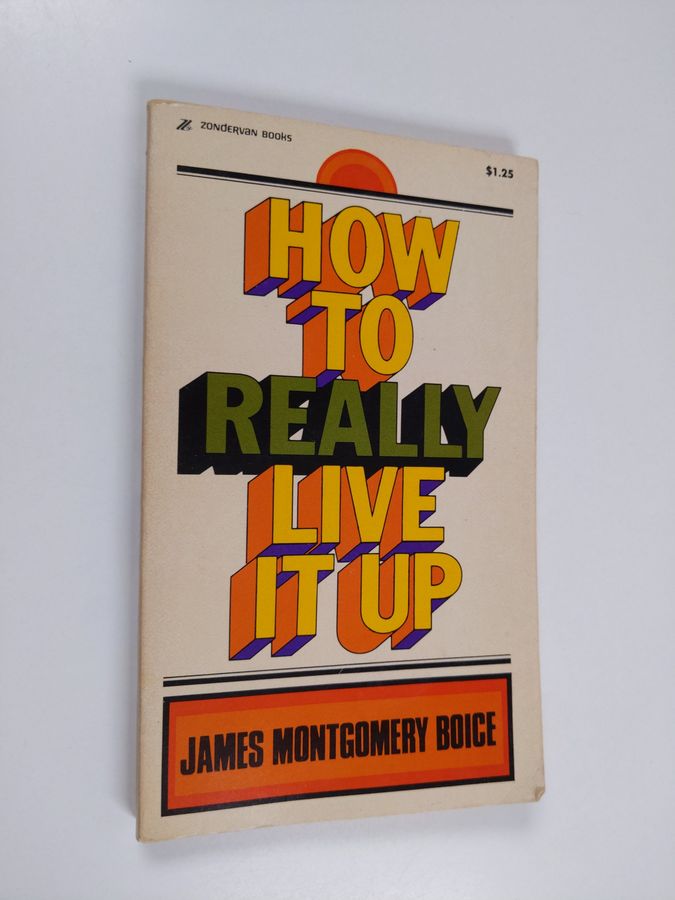 ZONDERVAN BOOKS
$1.25
HOW
TO
REALLY
LIVE
IT UP
JAMES MONTGOMERY BOICE